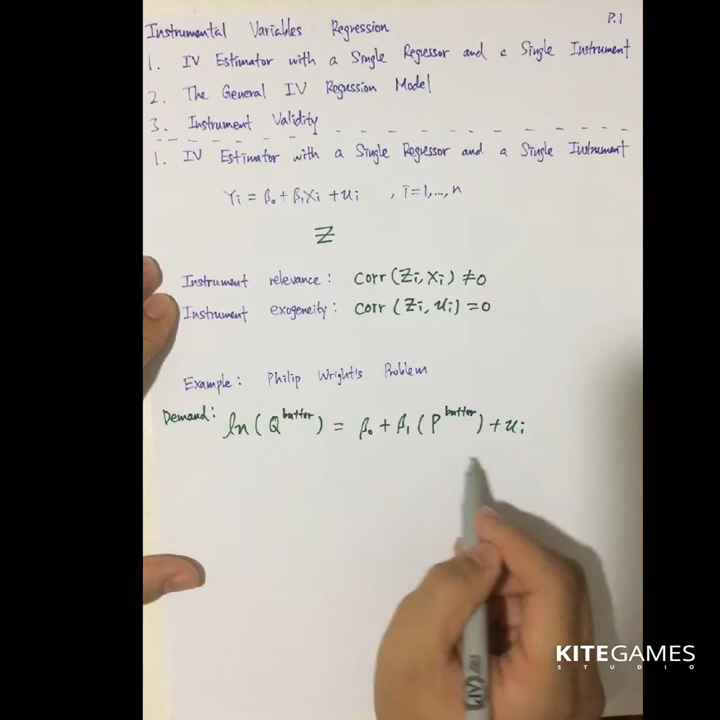 P.1
Instrumental Variables Regression
1. IV Estimator with a Single Regressor and a Single Instrument
2. The General IV Regression Model
3. Instrument Validity
1. IV Estimator with a Single Regressor and a Single Instrument
Yi = β₀ + β₁Xi + ui , i=1,...,n
Z
Instrument relevance: corr(Zi, Xi) ≠ 0
Instrument exogeneity: corr(Zi, ui) = 0
Example: Philip Wright's Problem
Demand: ln(Q^butter) = β₀ + β₁(P^butter) + ui
KITEGAMES
STUDIO